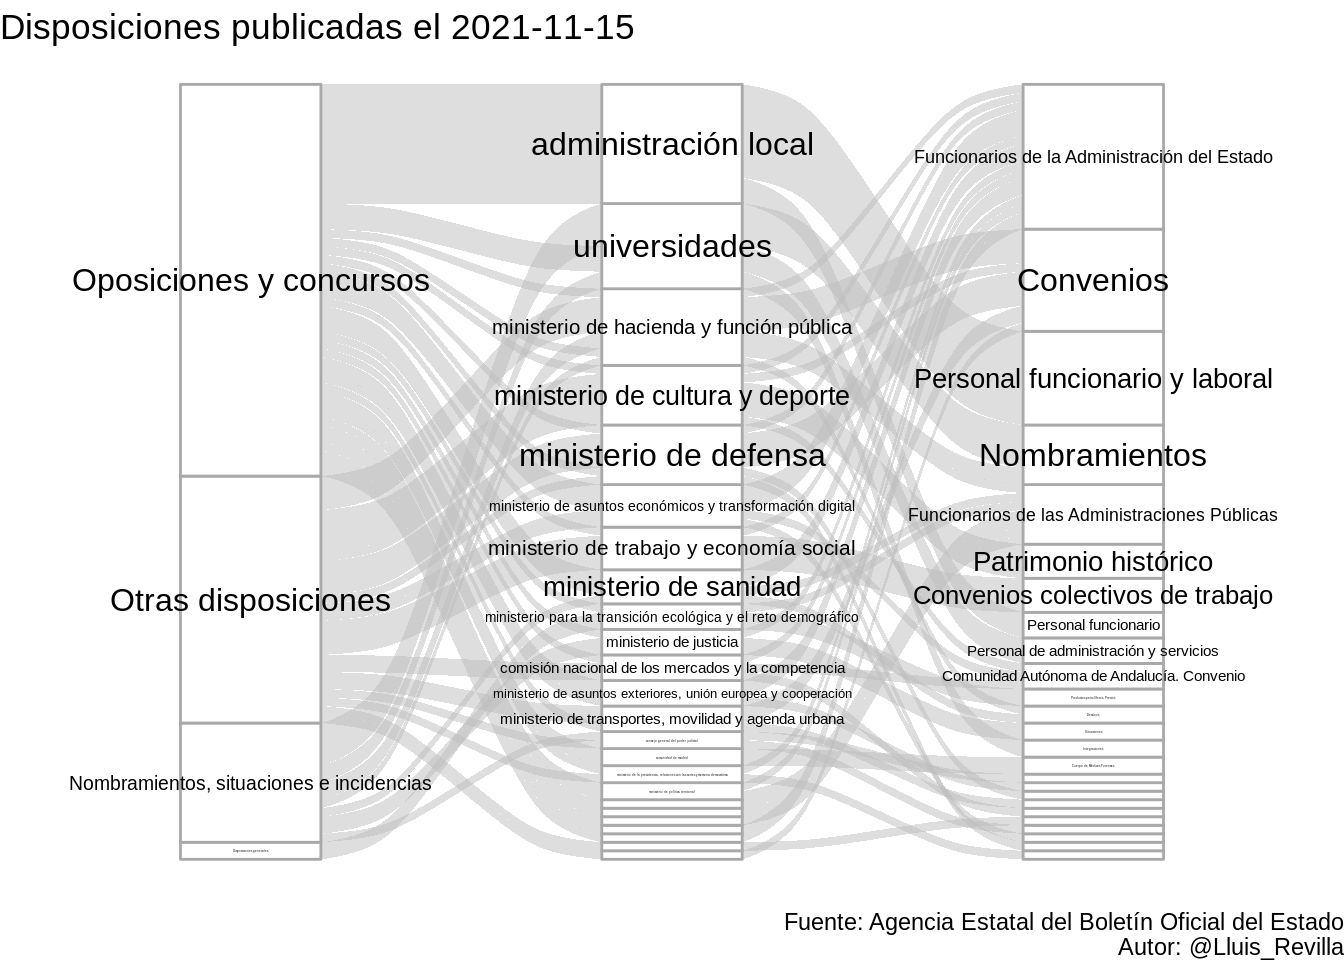 Disposiciones publicadas el 2021-11-15
Oposiciones y concursos
Otras disposiciones
Nombramientos, situaciones e incidencias
Disposiciones generales
administración local
universidades
ministerio de hacienda y función pública
ministerio de cultura y deporte
ministerio de defensa
ministerio de asuntos económicos y transformación digital
ministerio de trabajo y economía social
ministerio de sanidad
ministerio para la transición ecológica y el reto demográfico
ministerio de justicia
comisión nacional de los mercados y la competencia
ministerio de asuntos exteriores, unión europea y cooperación
ministerio de transportes, movilidad y agenda urbana
consejo general del poder judicial
comunidad de madrid
ministerio de la presidencia, relaciones con las cortes y memoria democrática
ministerio de política territorial
Funcionarios de la Administración del Estado
Convenios
Personal funcionario y laboral
Nombramientos
Funcionarios de las Administraciones Públicas
Patrimonio histórico
Convenios colectivos de trabajo
Personal funcionario
Personal de administración y servicios
Comunidad Autónoma de Andalucía. Convenio
Productos petrolíferos. Precios
Destinos
Situaciones
Integraciones
Cuerpo de Médicos Forenses
Fuente: Agencia Estatal del Boletín Oficial del Estado
Autor: @Lluis_Revilla